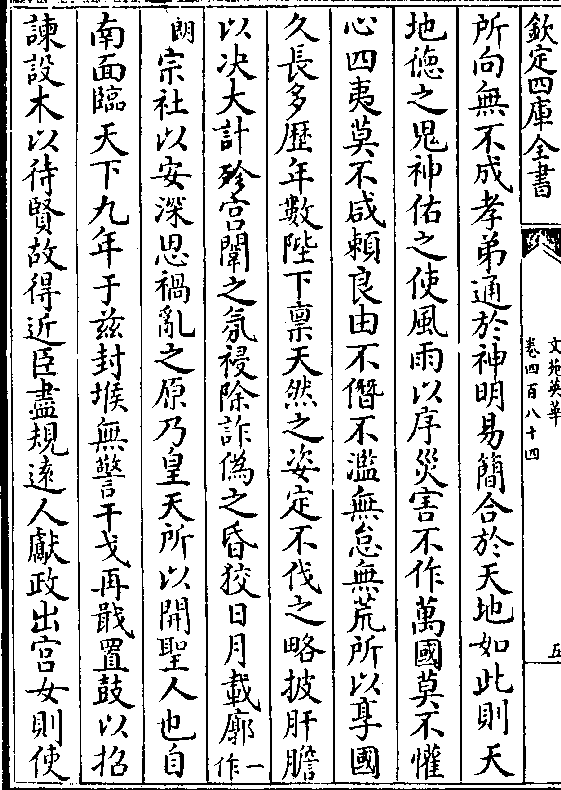 欽定四庫全書
文苑英華
卷四百八十四
五
所向無不成孝弟通於神明易簡合於天地如此則天
地德之鬼神佑之使風雨以序災害不作萬國莫不懽
心四夷莫不咸頼良由不僭不濫無怠無荒所以享國
久長多歷年數陛下禀天然之姿定不伐之略披肝膽
以决大計殄宫闈之氛祲除詐偽之昏狡日月載廓一作
朗宗社以安深思禍亂之原乃皇天所以開聖人也自
南面臨天下九年于兹封堠無警干戈再戢置鼓以招
諫設木以待賢故得近臣盡規逺人獻政出宫女則使